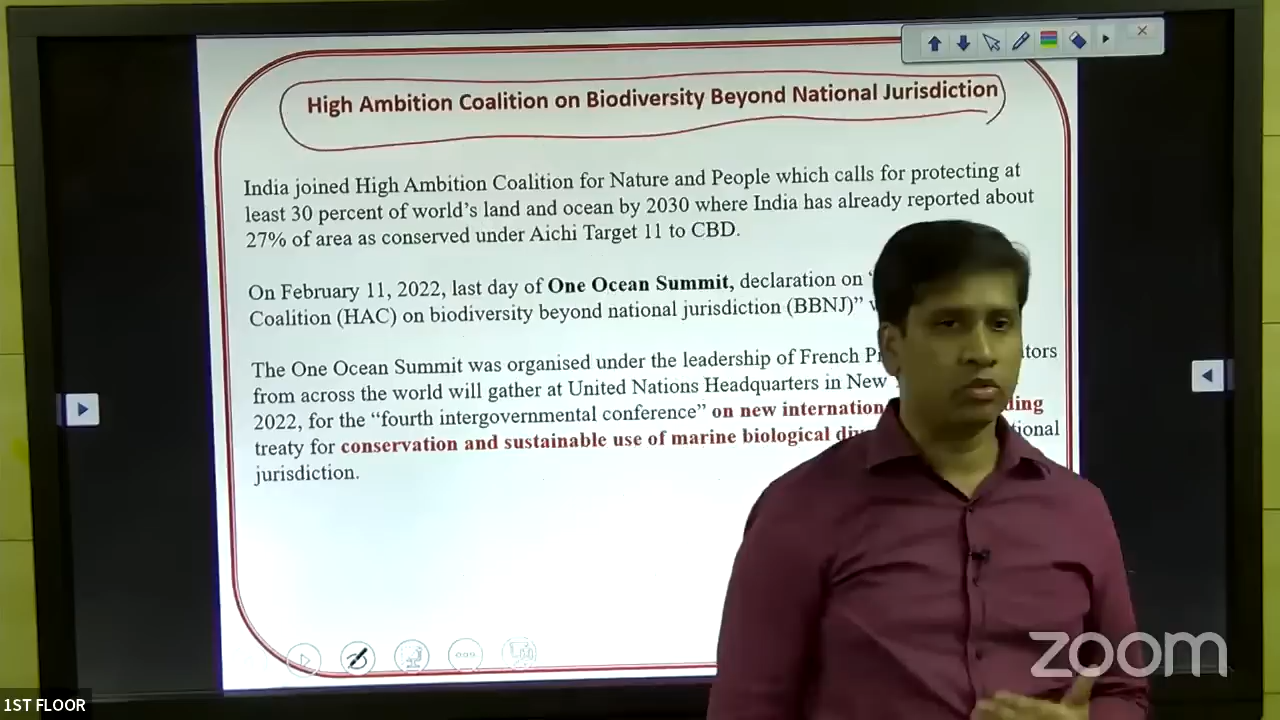 High Ambition Coalition on Biodiversity Beyond National Jurisdiction
India joined High Ambition Coalition for Nature and People which calls for protecting at
least 30 percent of world's land and ocean by 2030 where India has already reported about
27% of area as conserved under Aichi Target 11 to CBD.
On February 11, 2022, last day of One Ocean Summit, declaration on
Coalition (HAC) on biodiversity beyond national jurisdiction (BBNJ)"
The One Ocean Summit was organised under the leadership of French
from across the world will gather at United Nations Headquarters in New
2022, for the "fourth intergovernmental conference" on new
treaty for conservation and sustainable use of marine biological
jurisdiction.
zoom
1ST FLOOR